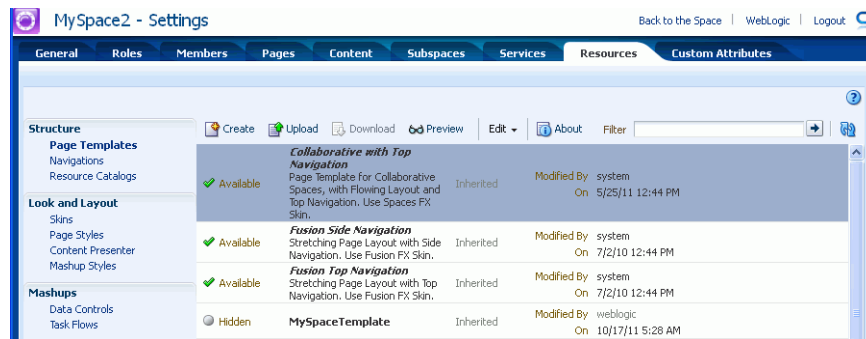 MySpace2 - Settings
Back to the Space | WebLogic | Logout
General Roles Members Pages Content Subspaces Services Resources Custom Attributes
Structure
Page Templates
Navigations
Resource Catalogs
Look and Layout
Skins
Page Styles
Content Presenter
Mashup Styles
Mashups
Data Controls
Task Flows
Create Upload Download Preview Edit About Filter
Collaborative with Top
Navigation
Available Page Template for Collaborative Inherited Modified By system
Spaces, with Flowing Layout and On 5/25/11 12:44 PM
Top Navigation. Use Spaces FX
Skin.
Fusion Side Navigation
Available Stretching Page Layout with Side Inherited Modified By system
Navigation. Use Fusion FX Skin. On 7/2/10 12:44 PM
Fusion Top Navigation
Available Stretching Page Layout with Top Inherited Modified By system
Navigation. Use Fusion FX Skin. On 7/2/10 12:44 PM
Hidden MySpaceTemplate Inherited Modified By weblogic
On 10/17/11 5:28 AM